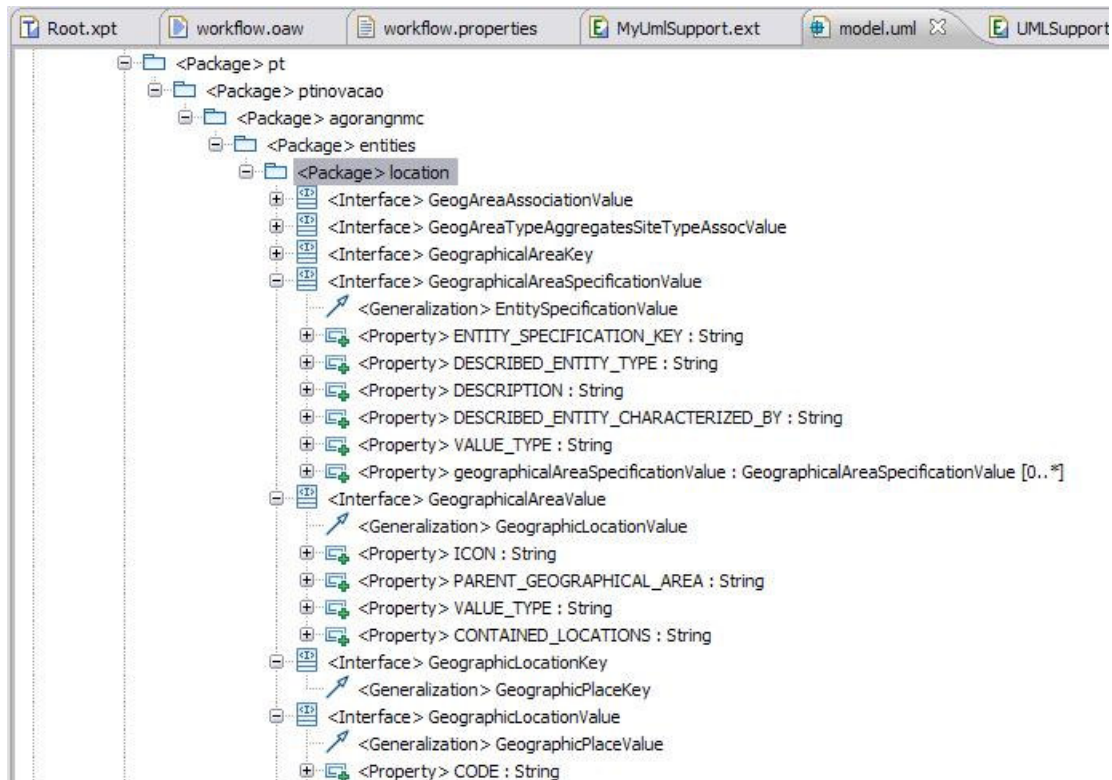 Root.xpt workflow.oaw workflow.properties MyUmlSupport.ext model.uml UMLSupport
<Package> pt
<Package> ptinovacao
<Package> agorangnmc
<Package> entities
<Package> location
<Interface> GeogAreaAssociationValue
<Interface> GeogAreaTypeAggregatesSiteTypeAssocValue
<Interface> GeographicalAreaKey
<Interface> GeographicalAreaSpecificationValue
<Generalization> EntitySpecificationValue
<Property> ENTITY_SPECIFICATION_KEY : String
<Property> DESCRIBED_ENTITY_TYPE : String
<Property> DESCRIPTION : String
<Property> DESCRIBED_ENTITY_CHARACTERIZED_BY : String
<Property> VALUE_TYPE : String
<Property> geographicalAreaSpecificationValue : GeographicalAreaSpecificationValue [0..*]
<Interface> GeographicalAreaValue
<Generalization> GeographicLocationValue
<Property> ICON : String
<Property> PARENT_GEOGRAPHICAL_AREA : String
<Property> VALUE_TYPE : String
<Property> CONTAINED_LOCATIONS : String
<Interface> GeographicLocationKey
<Generalization> GeographicPlaceKey
<Interface> GeographicLocationValue
<Generalization> GeographicPlaceValue
<Property> CODE : String